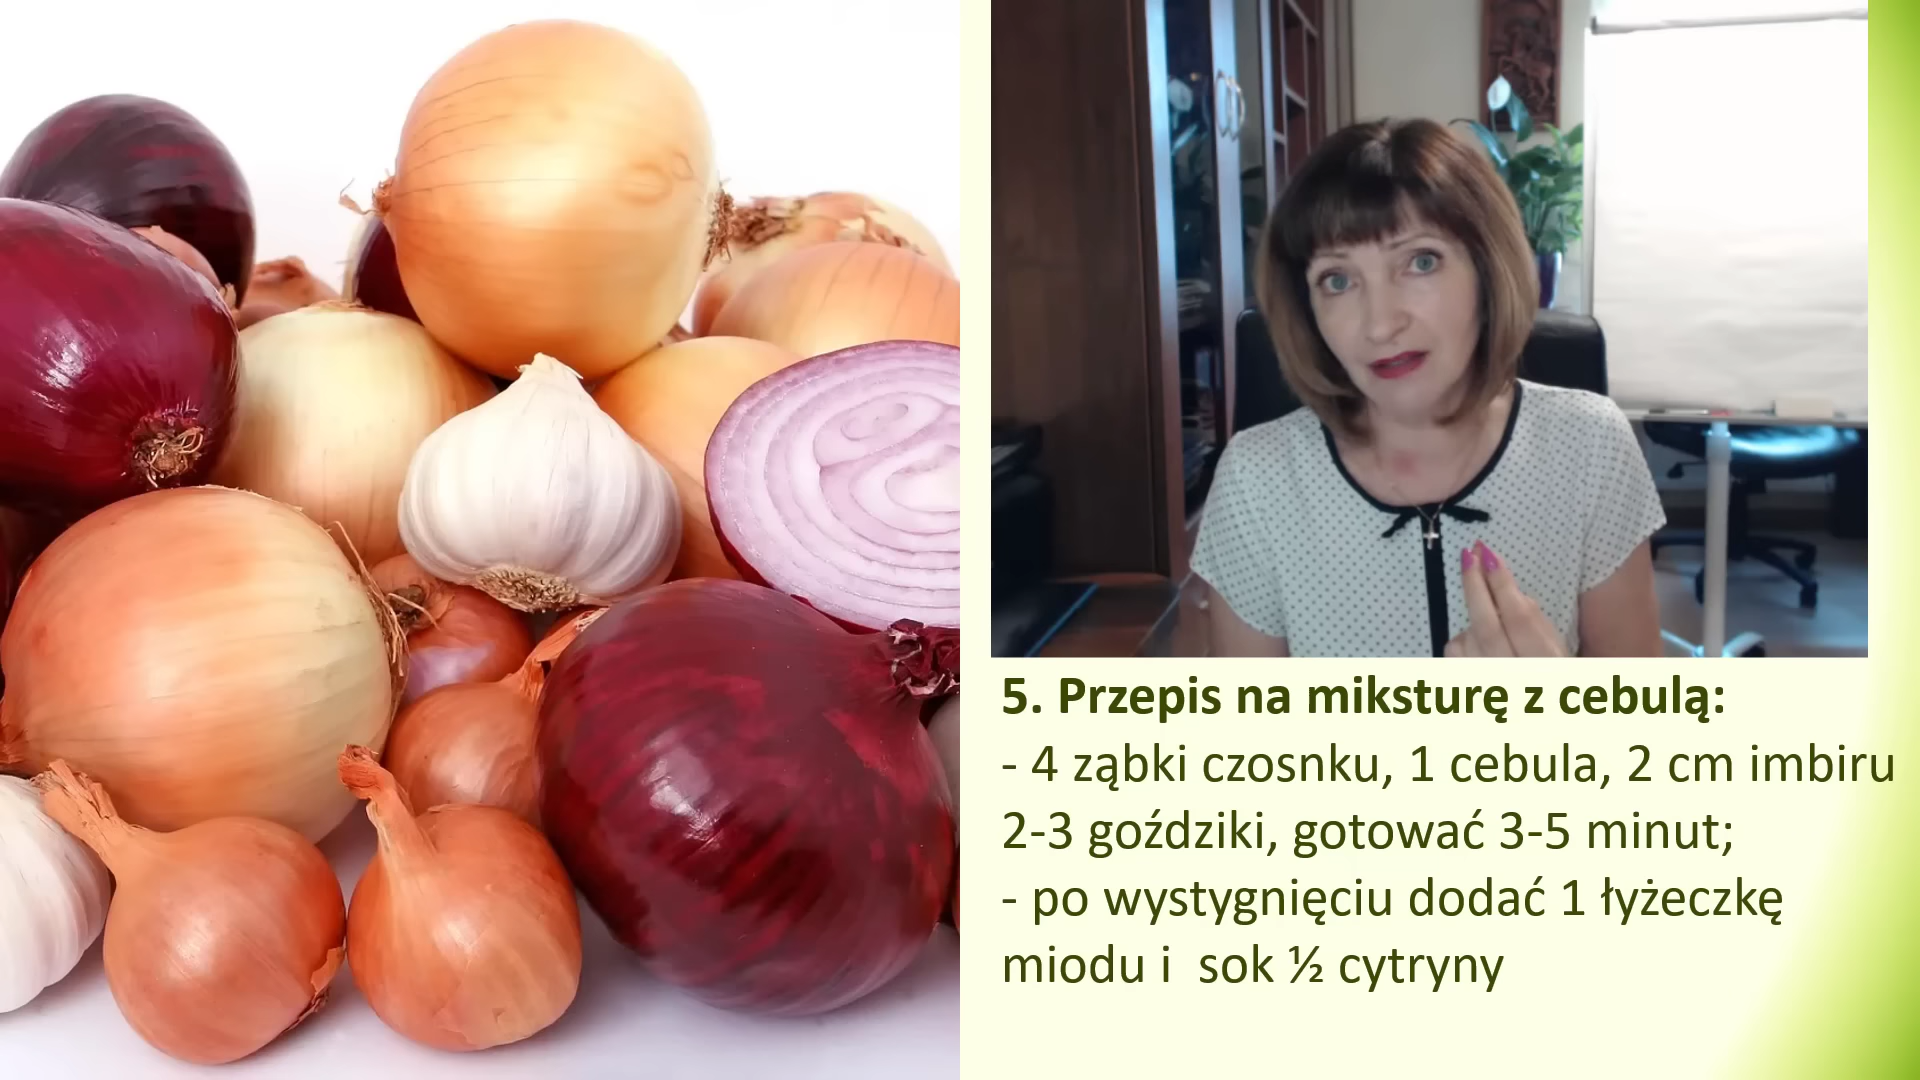 5. Przepis na miksturę z cebulą:
- 4 ząbki czosnku, 1 cebula, 2 cm imbiru
2-3 goździki, gotować 3-5 minut;
- po wystygnięciu dodać 1 łyżeczkę
miodu i  sok ½ cytryny